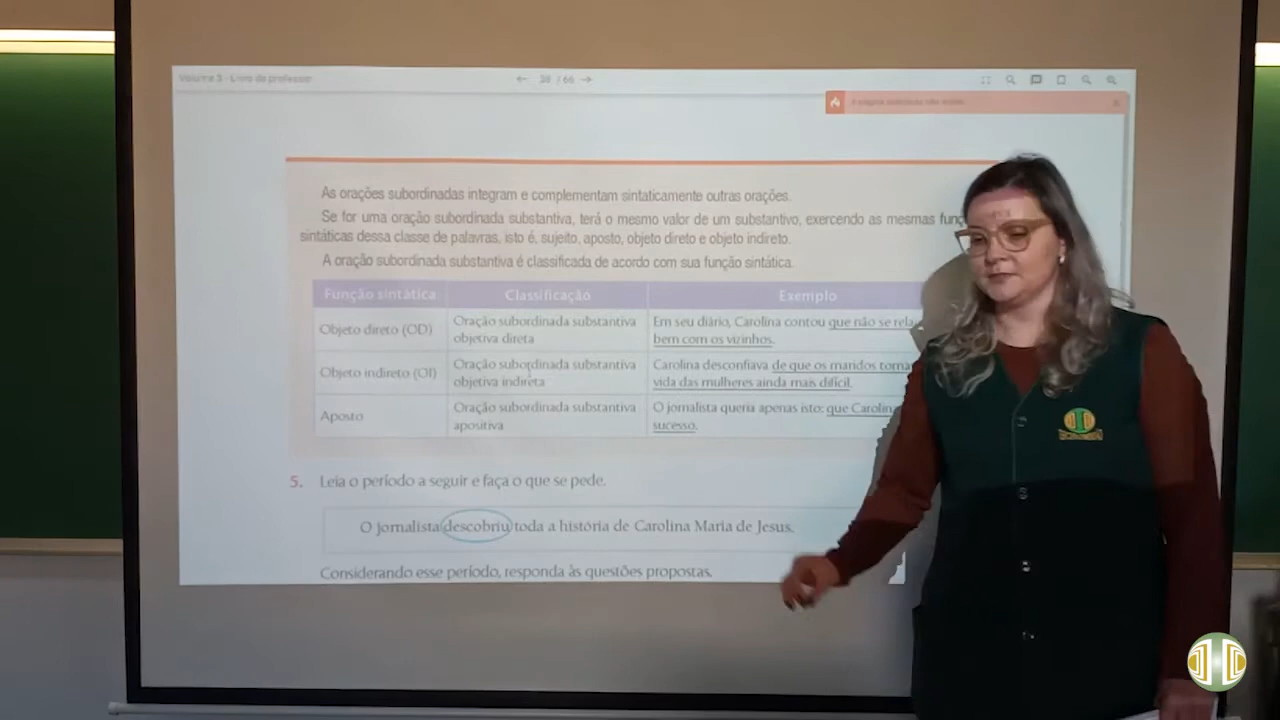 Volume 3 - Livro do professor
38 / 66
As orações subordinadas integram e complementam sintaticamente outras orações.
Se for uma oração subordinada substantiva, terá o mesmo valor de um substantivo, exercendo as mesmas
sintáticas dessa classe de palavras, isto é, sujeito, aposto, objeto direto e objeto indireto.
A oração subordinada substantiva é classificada de acordo com sua função sintática.
Função sintática Classificação Exemplo
Objeto direto (OD) Oração subordinada substantiva objetiva direta Em seu diário, Carolina contou que não se
bem com os vizinhos.
Objeto indireto (OI) Oração subordinada substantiva objetiva indireta Carolina desconfiava de que os maridos
vida das mulheres ainda mais difícil.
Aposto Oração subordinada substantiva apositiva O jornalista queria apenas isto: que
sucesso.
5. Leia o período a seguir e faça o que se pede.
O jornalista descobriu toda a história de Carolina Maria de Jesus.
Considerando esse período, responda às questões propostas.